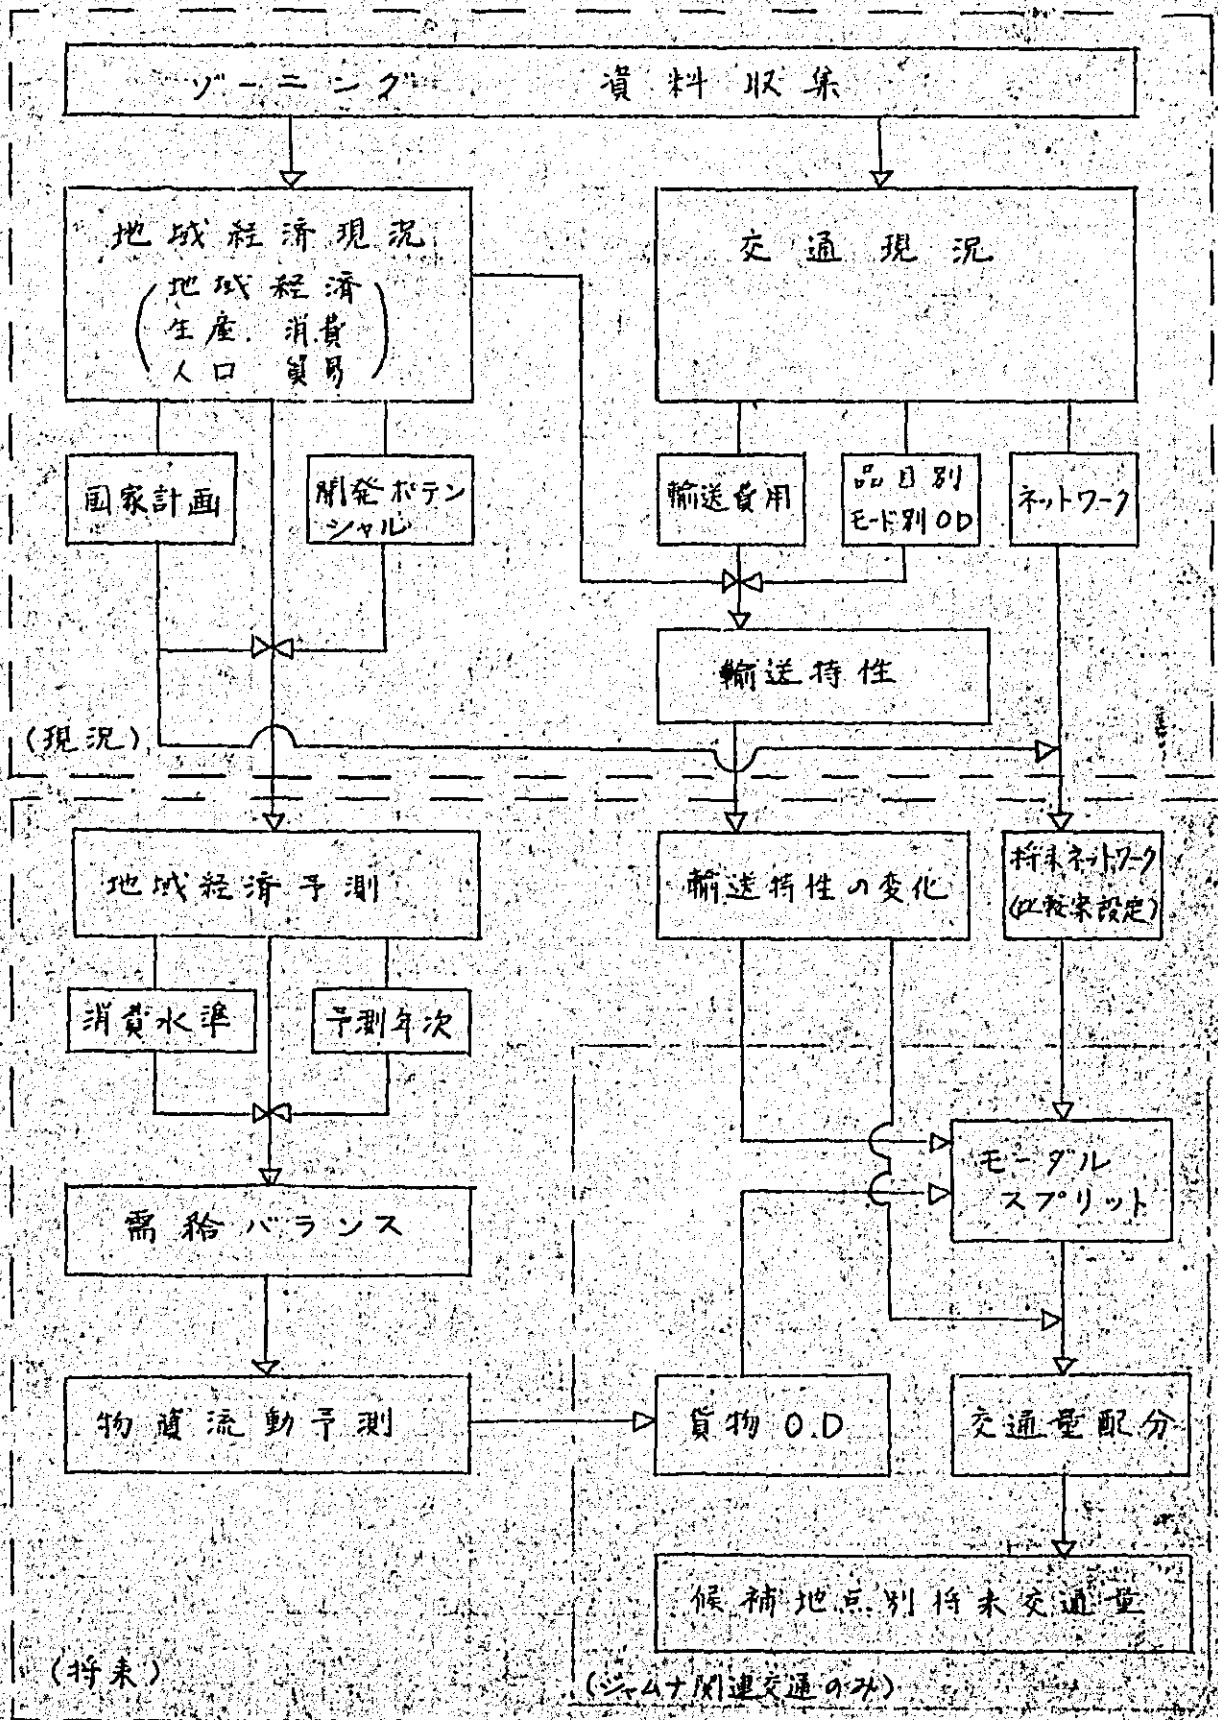 ゾーニング 資料収集
地域経済現況
(地域経済
生産. 消費
人口 貿易)
交通現況
国家計画
開発ポテン
シャル
輸送費用
品目別
モード別OD
ネットワーク
輸送特性
(現況)
地域経済予測
輸送特性の変化
将来ネットワーク
(比較案設定)
消費水準
予測年次
モーダル
スプリット
需給バランス
物資流動予測
貨物O.D
交通量配分
候補地点別将来交通量
(将来)
(ジャムナ関連交通のみ)